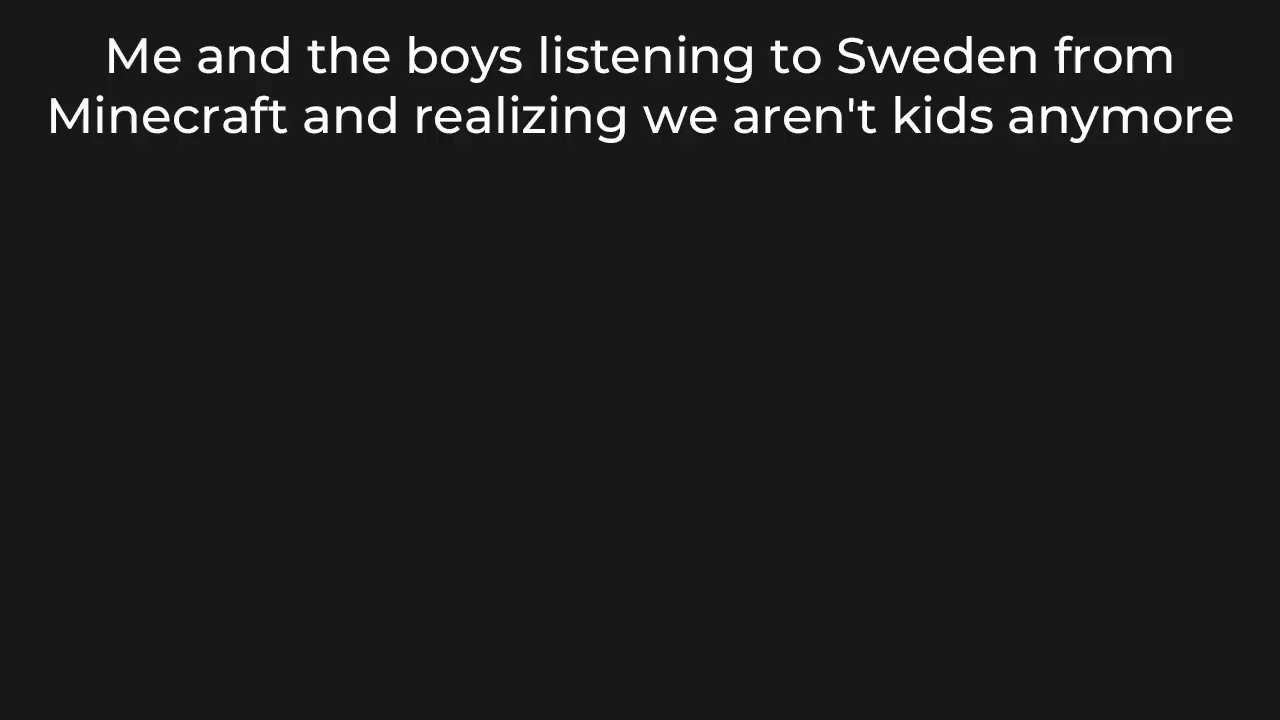 Me and the boys listening to Sweden from
Minecraft and realizing we aren't kids anymore